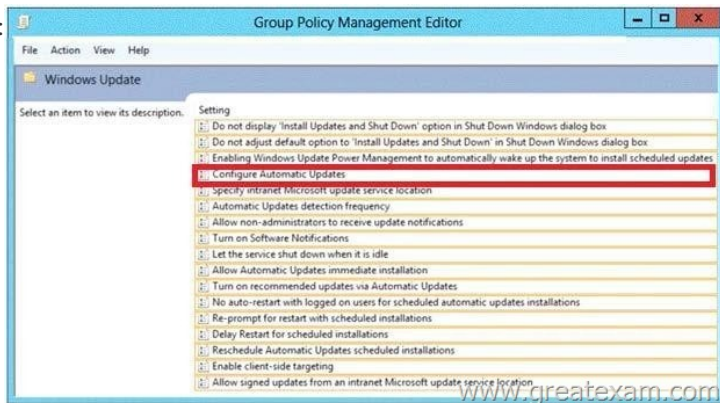 :
Group Policy Management Editor
File Action View Help
Windows Update
Select an item to view its description.
Setting
Do not display 'Install Updates and Shut Down' option in Shut Down Windows dialog box
Do not adjust default option to 'Install Updates and Shut Down' in Shut Down Windows dialog box
Enabling Windows Update Power Management to automatically wake up the system to install scheduled updates
Configure Automatic Updates
Specify intranet Microsoft update service location
Automatic Updates detection frequency
Allow non-administrators to receive update notifications
Turn on Software Notifications
Let the service shut down when it is idle
Allow Automatic Updates immediate installation
Turn on recommended updates via Automatic Updates
No auto-restart with logged on users for scheduled automatic updates installations
Re-prompt for restart with scheduled installations
Delay Restart for scheduled installations
Reschedule Automatic Updates scheduled installations
Enable client-side targeting
Allow signed updates from an intranet Microsoft update service location
www.greatexam.com